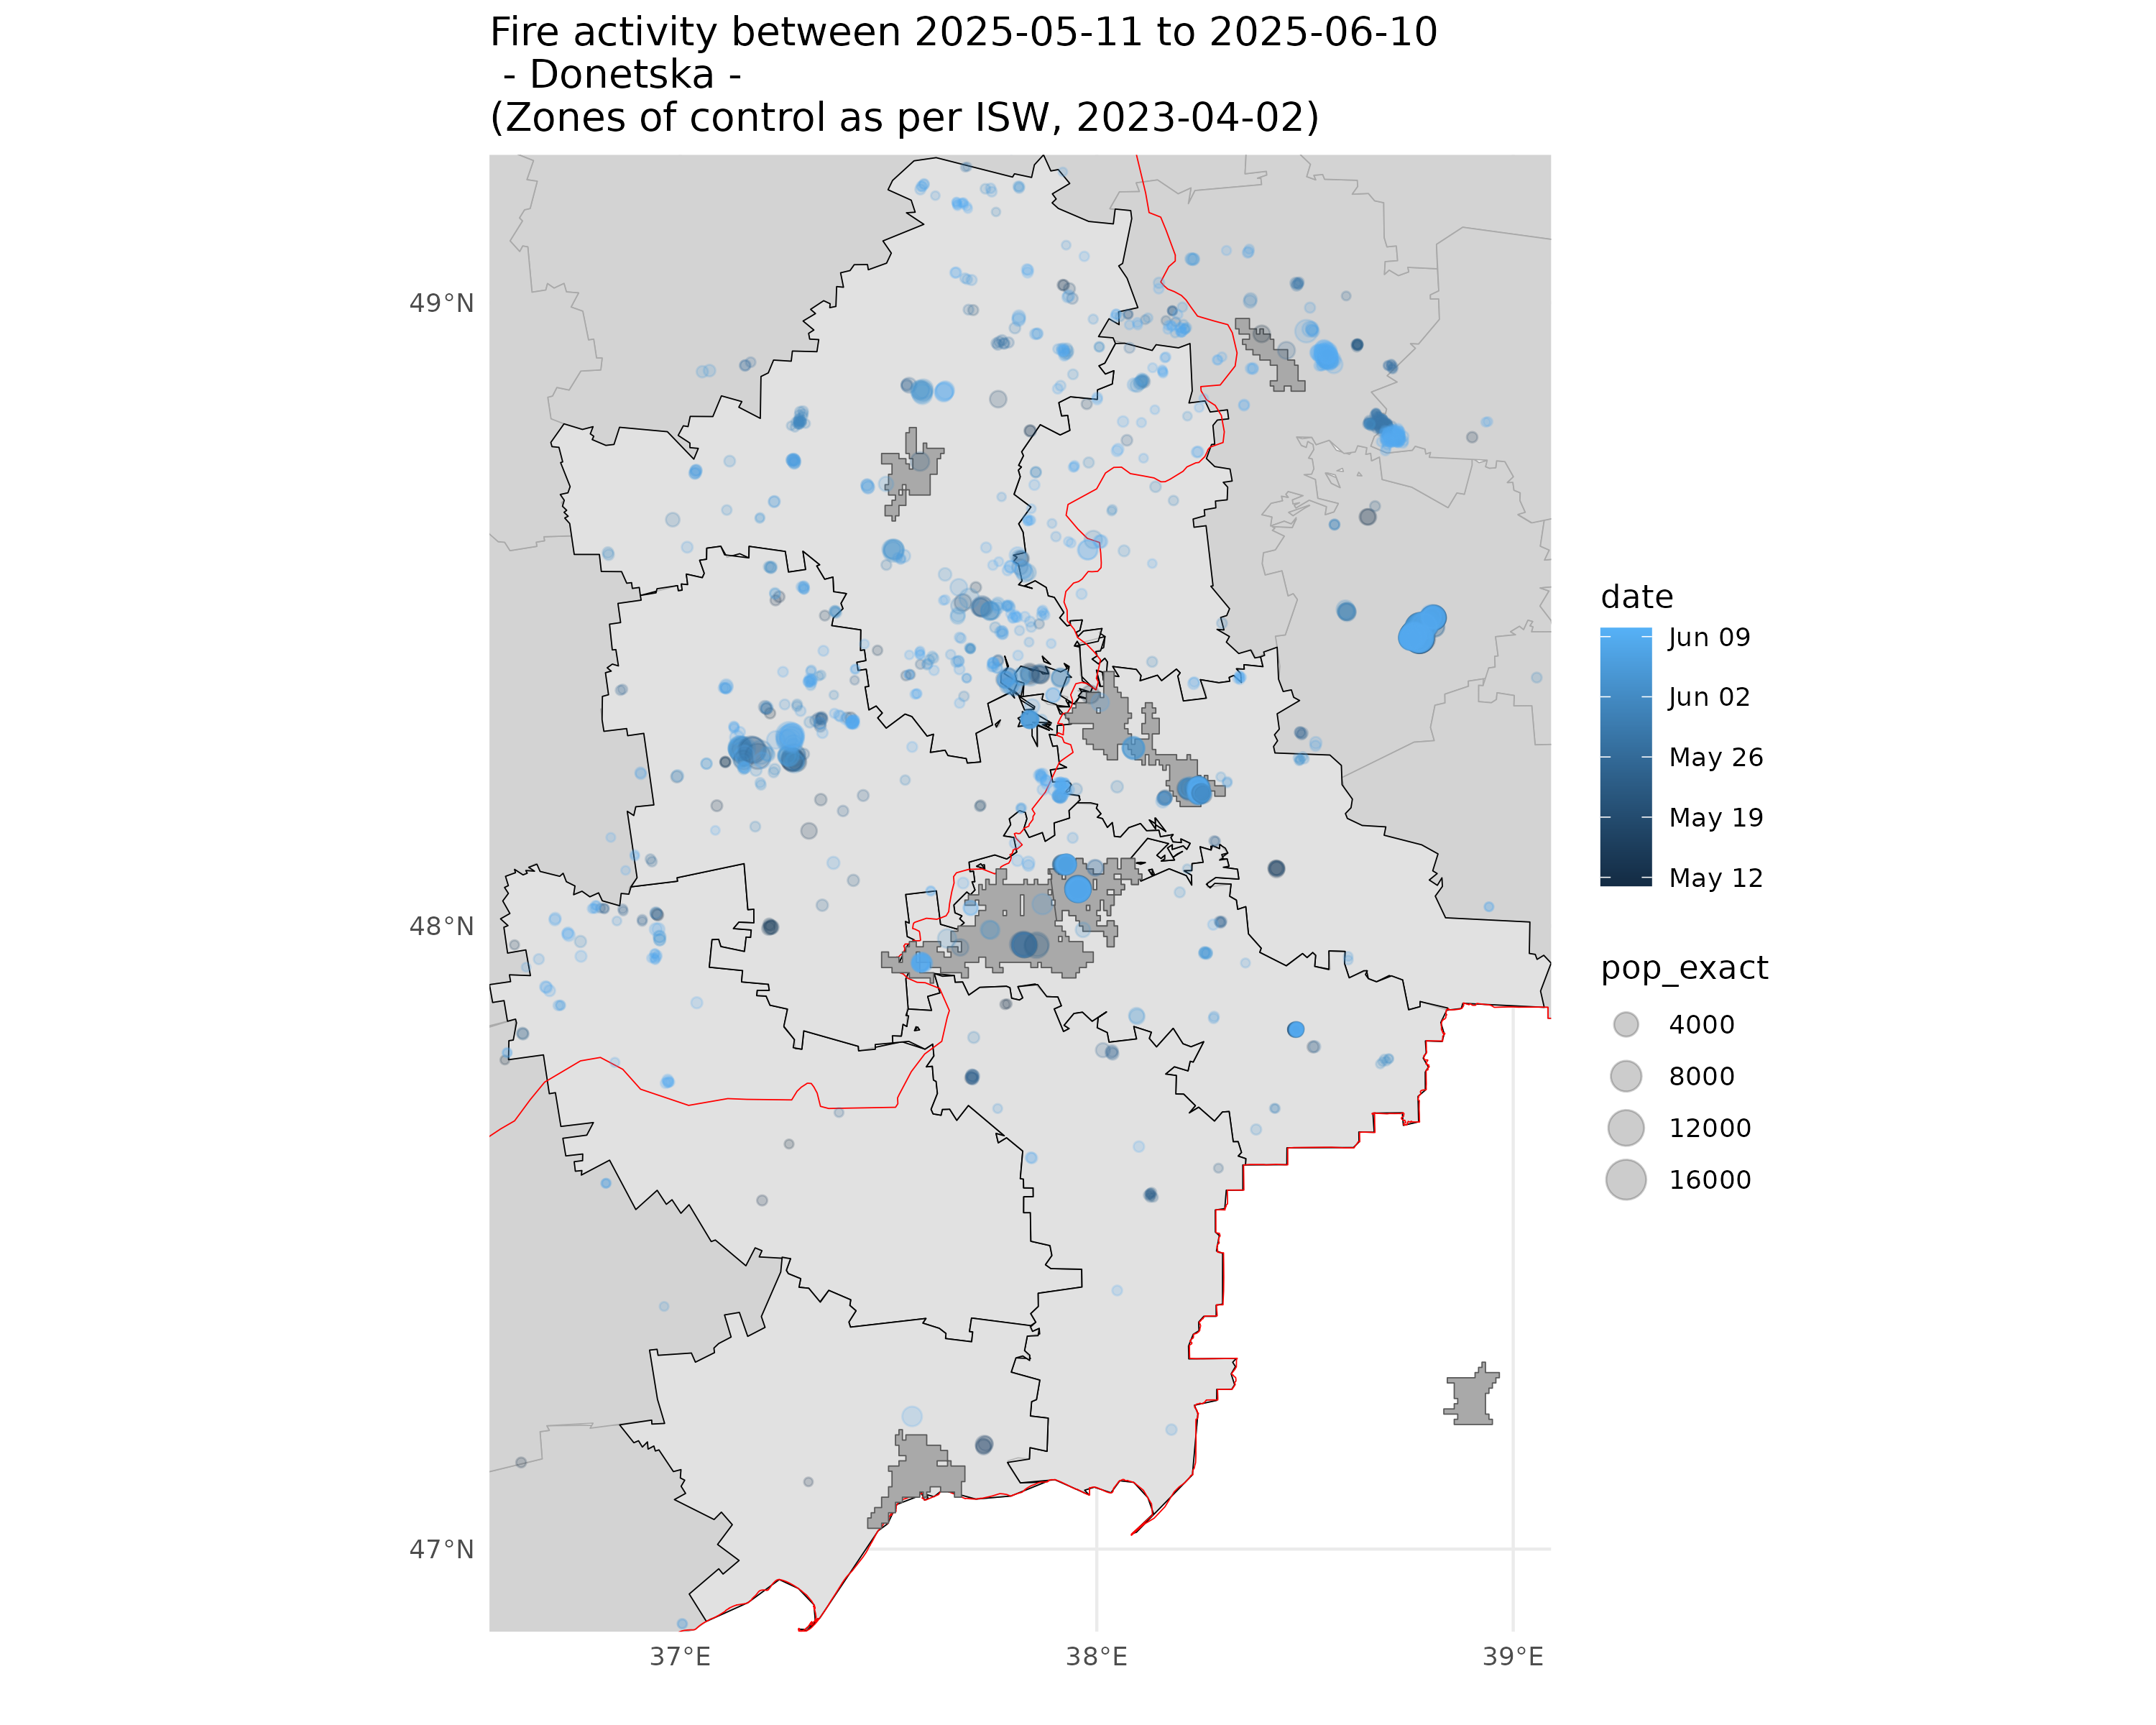 Fire activity between 2025-05-11 to 2025-06-10
- Donetska -
(Zones of control as per ISW, 2023-04-02)
49°N
48°N
47°N
37°E
38°E
39°E
date
Jun 09
Jun 02
May 26
May 19
May 12
pop_exact
4000
8000
12000
16000